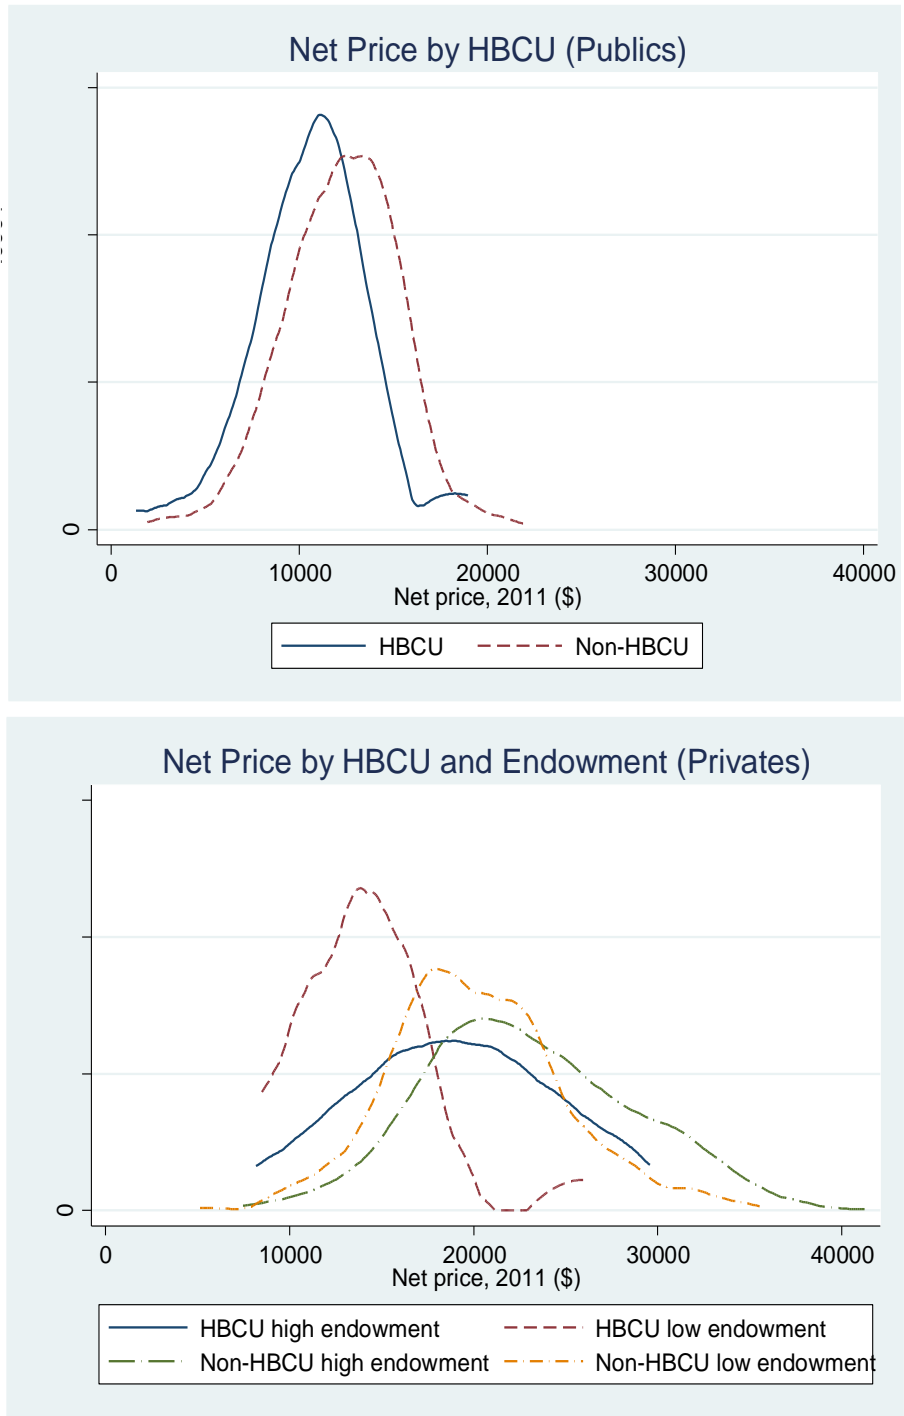 Net Price by HBCU (Publics)
0
0 10000 20000 30000 40000
Net price, 2011 ($)
HBCU Non-HBCU
Net Price by HBCU and Endowment (Privates)
0
0 10000 20000 30000 40000
Net price, 2011 ($)
HBCU high endowment HBCU low endowment
Non-HBCU high endowment Non-HBCU low endowment